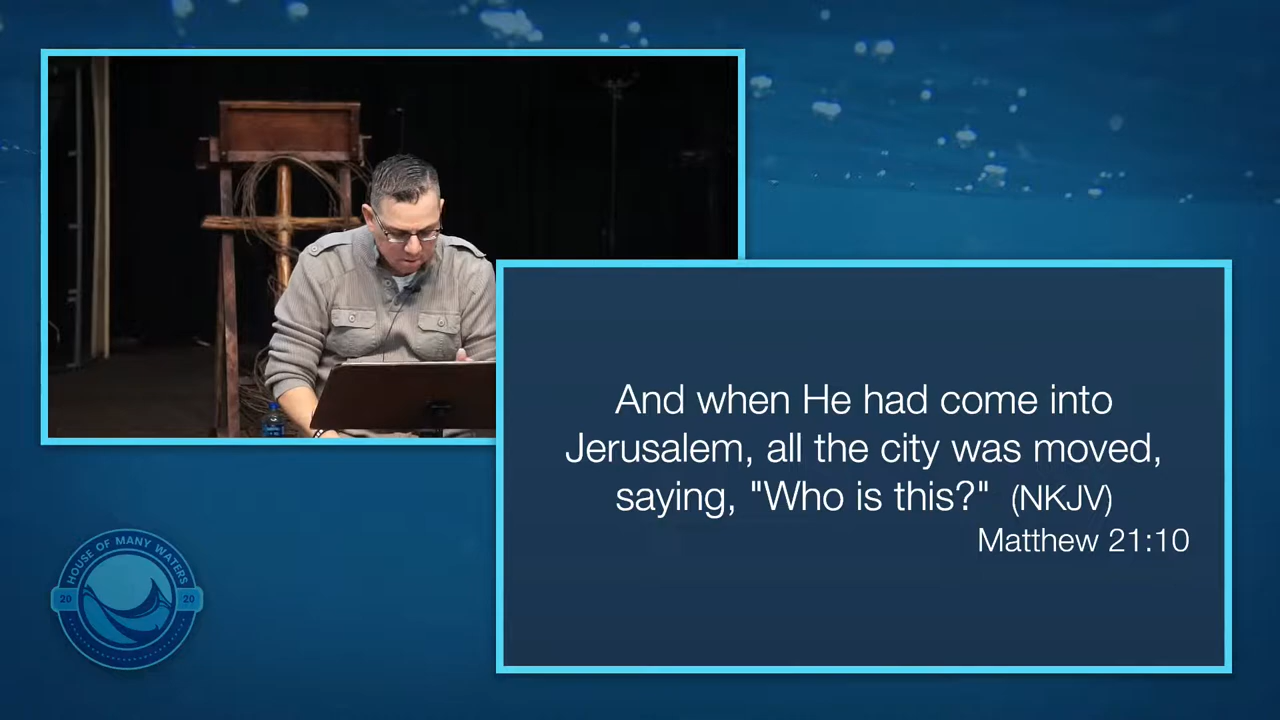 And when He had come into
Jerusalem, all the city was moved,
saying, "Who is this?" (NKJV)
Matthew 21:10
HOUSE OF MANY WATERS
20 20